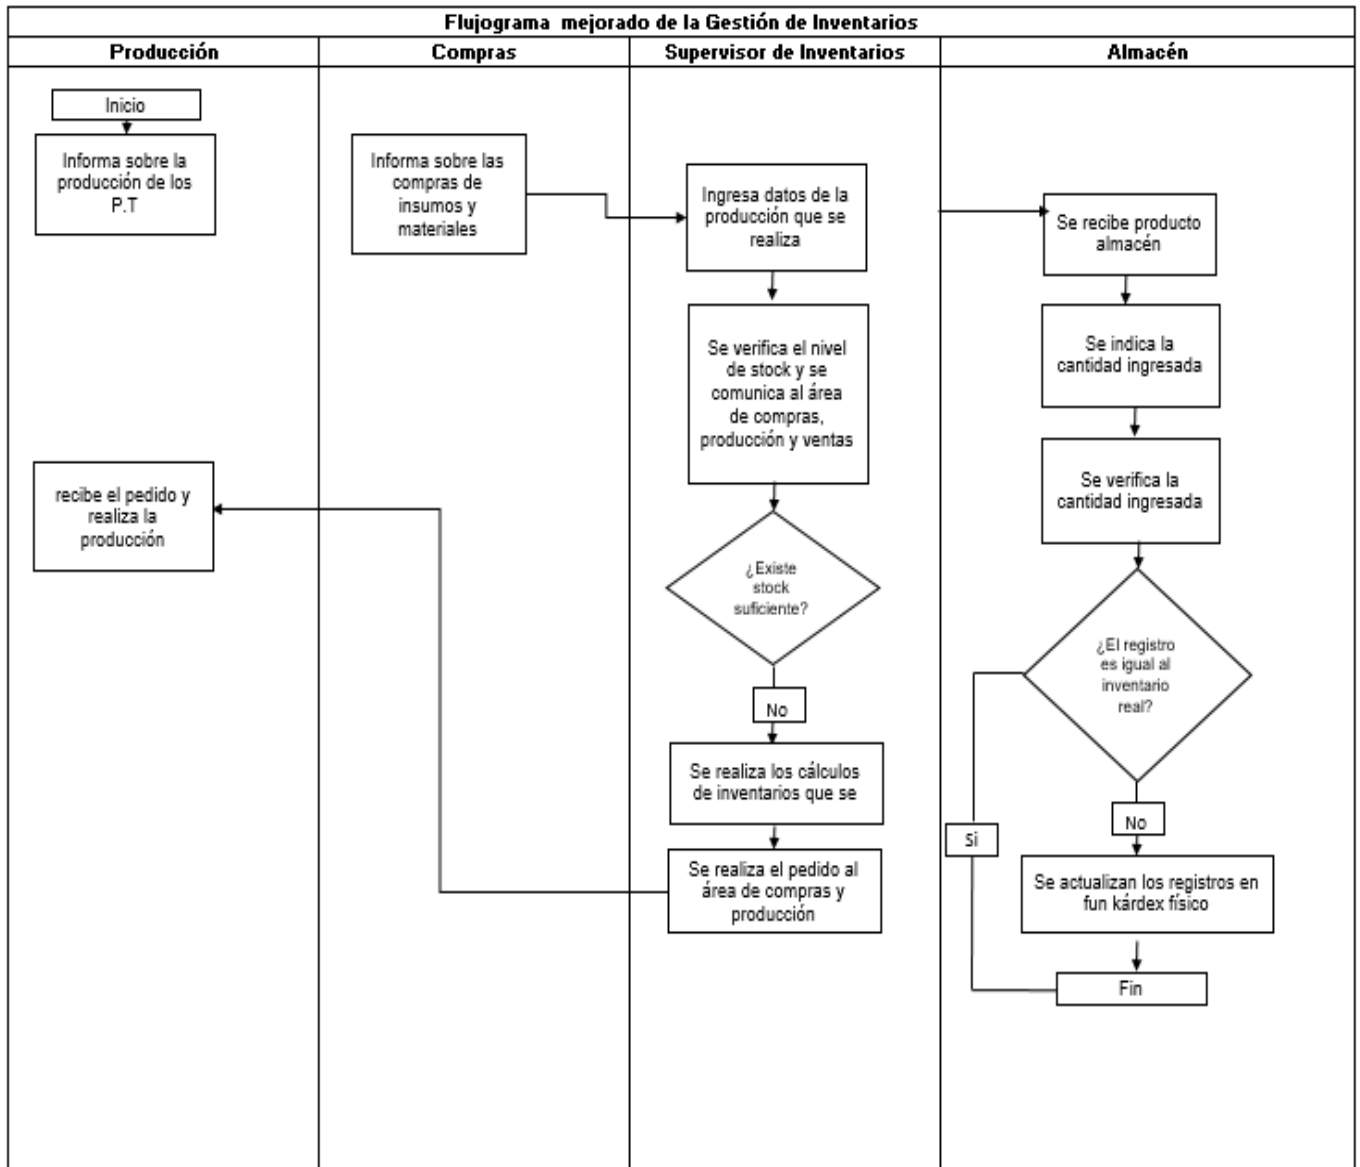 Flujograma mejorado de la Gestión de Inventarios
Producción
Compras
Supervisor de Inventarios
Almacén
Inicio
Informa sobre la
producción de los
P.T
recibe el pedido y
realiza la
producción
Informa sobre las
compras de
insumos y
materiales
Ingresa datos de la
producción que se
realiza
Se verifica el nivel
de stock y se
comunica al área
de compras,
producción y ventas
¿Existe
stock
suficiente?
No
Se realiza los cálculos
de inventarios que se
Se realiza el pedido al
área de compras y
producción
Se recibe producto
almacén
Se indica la
cantidad ingresada
Se verifica la
cantidad ingresada
¿El registro
es igual al
inventario
real?
Si
No
Se actualizan los registros en
fun kárdex físico
Fin